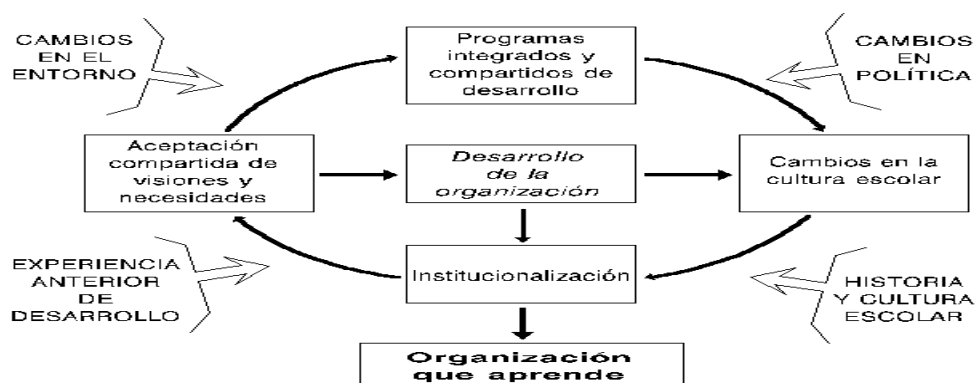 CAMBIOS
EN EL
ENTORNO
Programas
integrados y
compartidos de
desarrollo
CAMBIOS
EN
POLÍTICA
Aceptación
compartida de
visiones y
necesidades
Desarrollo
de la
organización
Cambios en la
cultura escolar
EXPERIENCIA
ANTERIOR
DE
DESARROLLO
Institucionalización
HISTORIA
Y CULTURA
ESCOLAR
Organización
que aprende